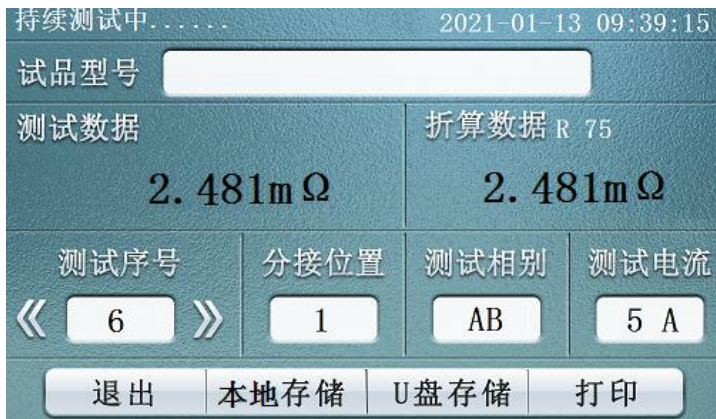 持续测试中...... 2021-01-13 09:39:15
试品型号
测试数据 折算数据 R 75
2.481mΩ 2.481mΩ
测试序号 分接位置 测试相别 测试电流
《 6 》 1 AB 5 A
退出 本地存储 U盘存储 打印